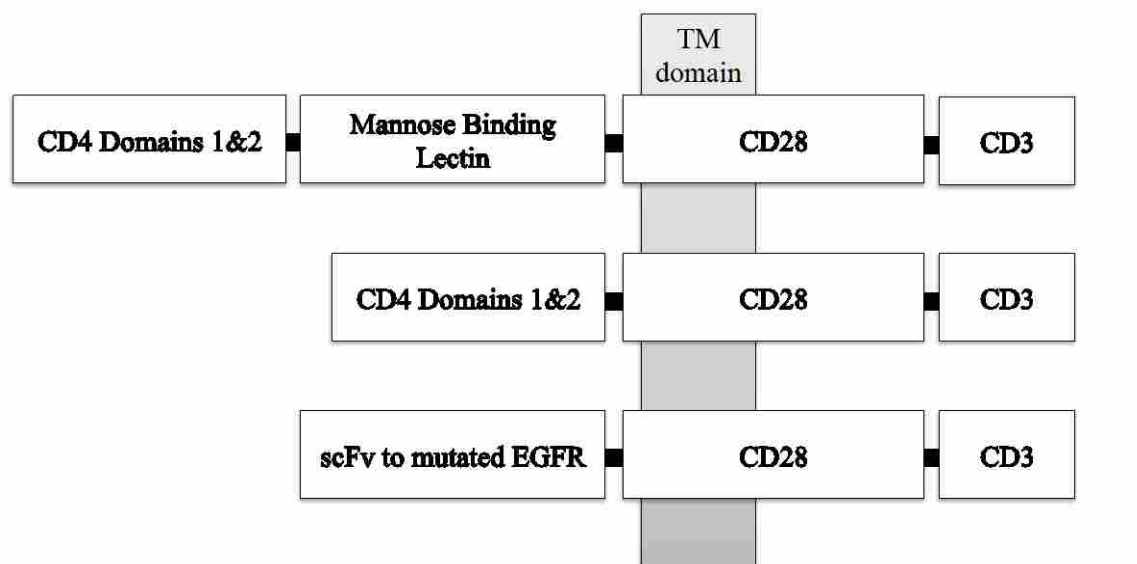 TM
domain
CD4 Domains 1&2
Mannose Binding
Lectin
CD28
CD3
CD4 Domains 1&2
CD28
CD3
scFv to mutated EGFR
CD28
CD3